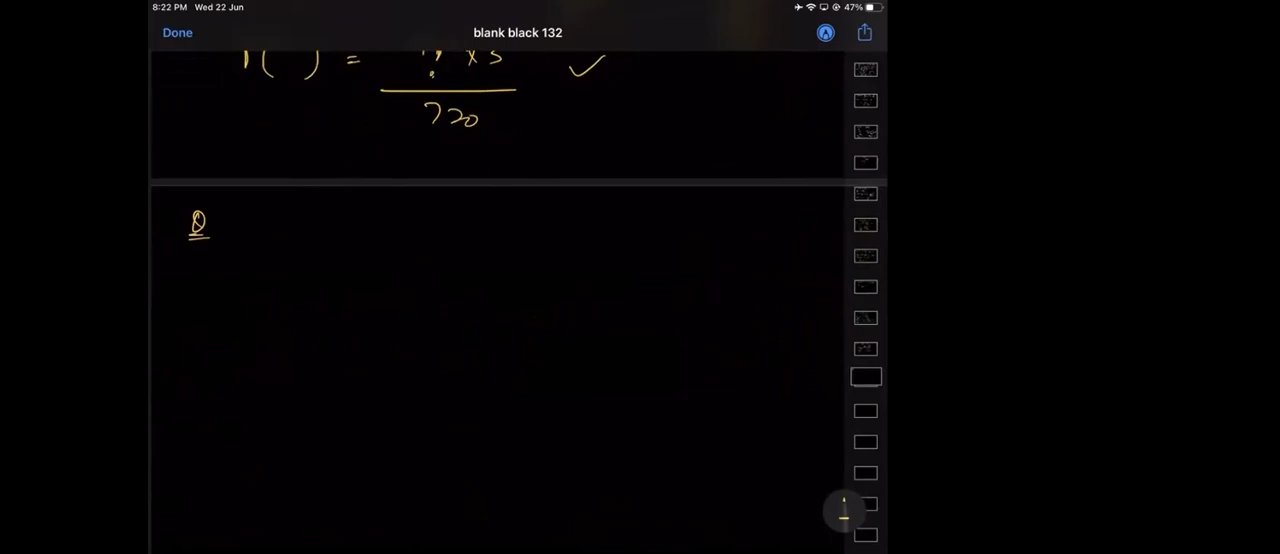 8:22 PM Wed 22 Jun 47%
Done blank black 132
( ) =
720
Q